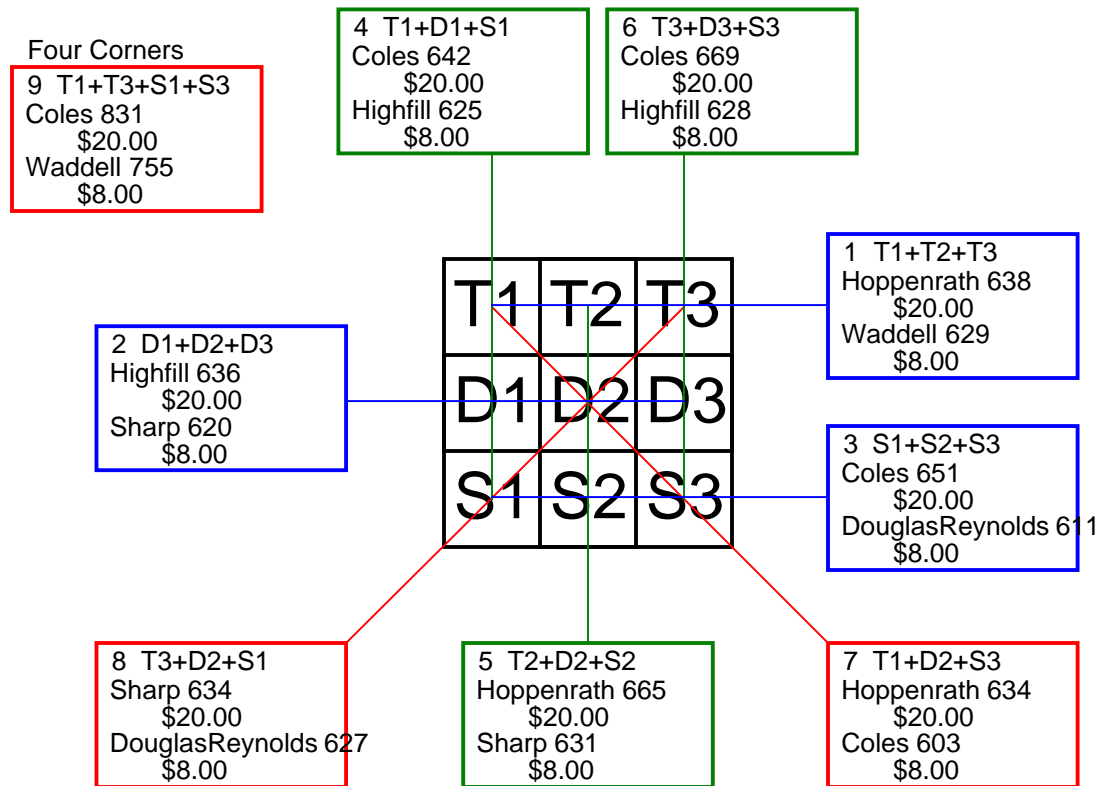 Four Corners
9 T1+T3+S1+S3
Coles 831
$20.00
Waddell 755
$8.00
4 T1+D1+S1
Coles 642
$20.00
Highfill 625
$8.00
6 T3+D3+S3
Coles 669
$20.00
Highfill 628
$8.00
1 T1+T2+T3
Hoppenrath 638
$20.00
Waddell 629
$8.00
2 D1+D2+D3
Highfill 636
$20.00
Sharp 620
$8.00
T1 T2 T3
D1 D2 D3
S1 S2 S3
3 S1+S2+S3
Coles 651
$20.00
DouglasReynolds 611
$8.00
8 T3+D2+S1
Sharp 634
$20.00
DouglasReynolds 627
$8.00
5 T2+D2+S2
Hoppenrath 665
$20.00
Sharp 631
$8.00
7 T1+D2+S3
Hoppenrath 634
$20.00
Coles 603
$8.00